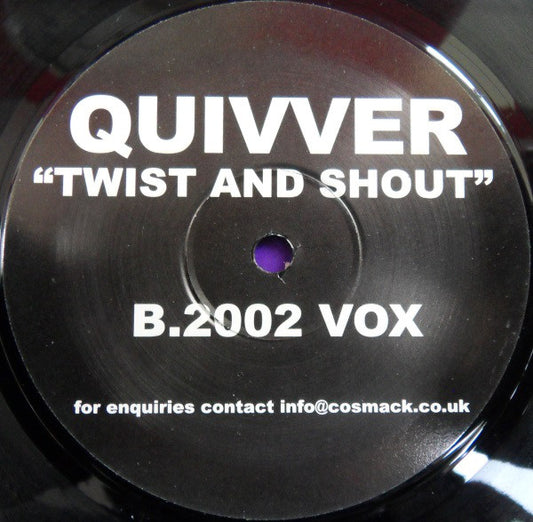 QUIVVER
“TWIST AND SHOUT”
B.2002 VOX
for enquiries contact info@cosmack.co.uk